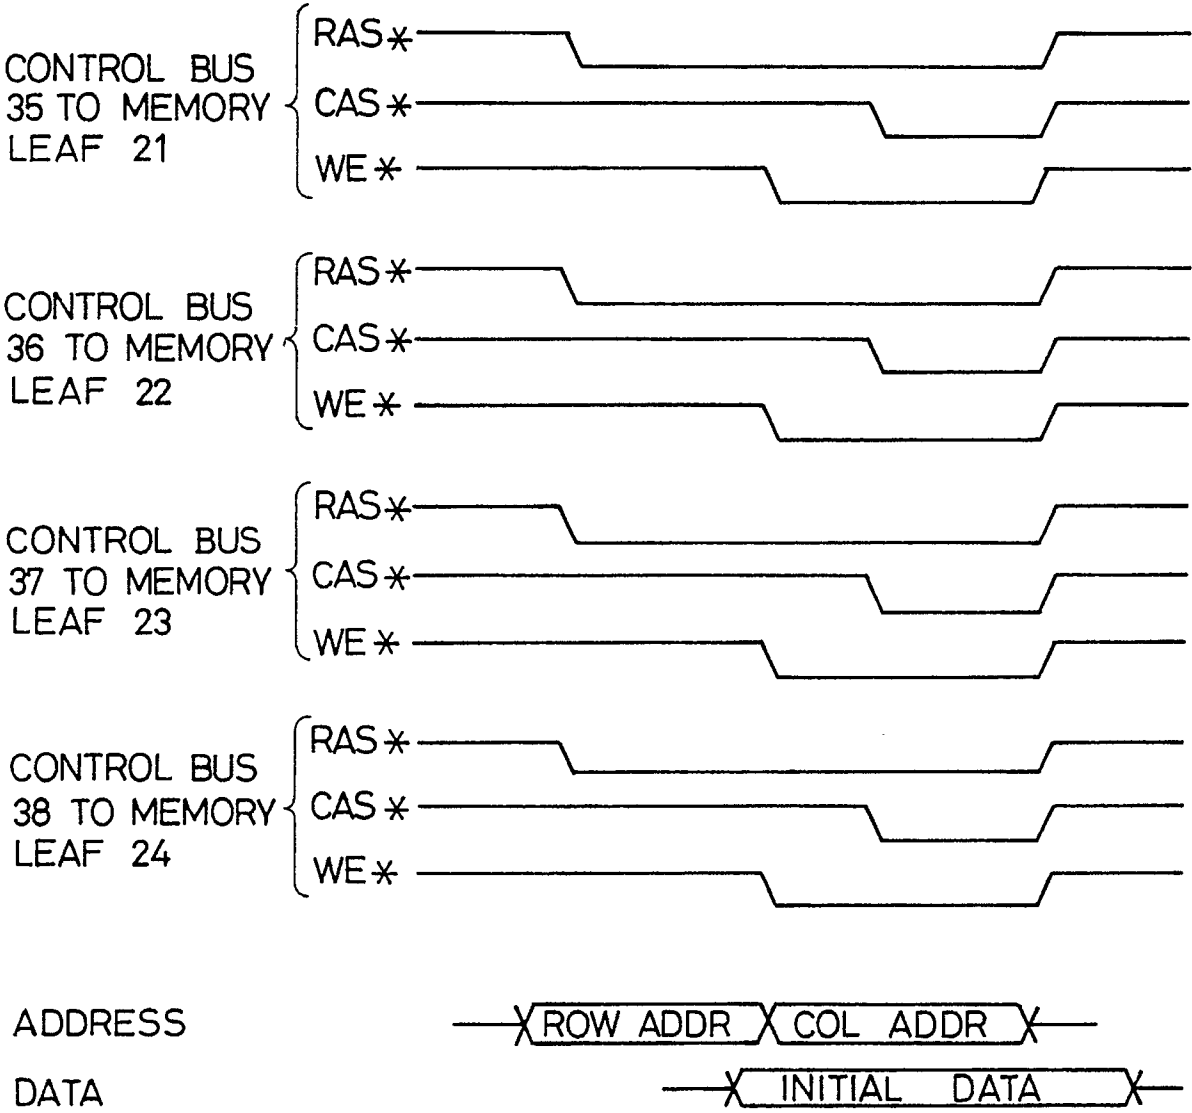 CONTROL BUS
35 TO MEMORY
LEAF 21
RAS*
CAS*
WE*
CONTROL BUS
36 TO MEMORY
LEAF 22
RAS*
CAS*
WE*
CONTROL BUS
37 TO MEMORY
LEAF 23
RAS*
CAS*
WE*
CONTROL BUS
38 TO MEMORY
LEAF 24
RAS*
CAS*
WE*
ADDRESS
ROW ADDR
COL ADDR
DATA
INITIAL DATA